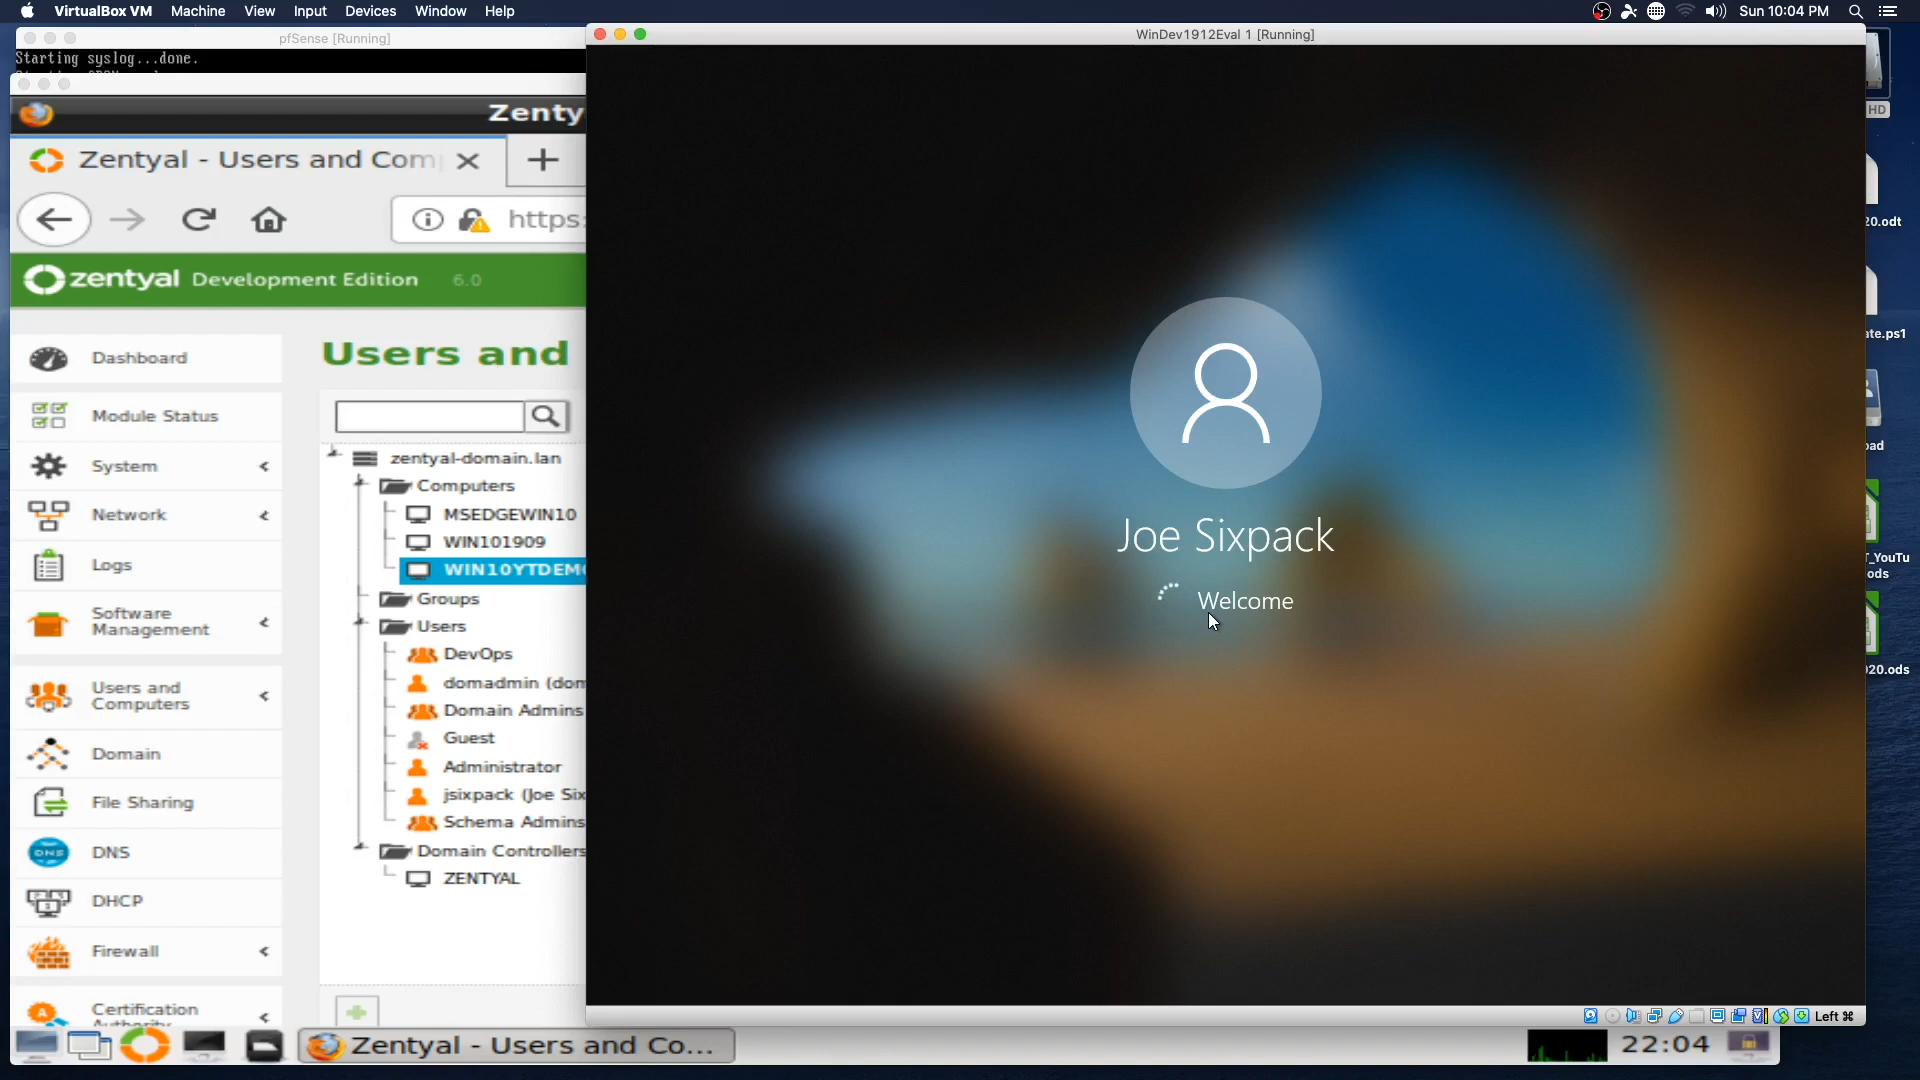 VirtualBox VM Machine View Input Devices Window Help
Sun 10:04 PM
pfSense [Running]
WinDev1912Eval 1 [Running]
Starting syslog...done.
Zenty
HD
Zentyal - Users and Com
https:
zentyal Development Edition 6.0
20.odt
Dashboard
Users and
ate.ps1
Module Status
zentyal-domain.lan
ad
System
Computers
Network
MSEDGEWIN10
WIN101909
Joe Sixpack
Logs
WIN10YTDEM
T_YouTu
ods
Groups
Welcome
Software
Management
Users
DevOps
20.ods
Users and
Computers
domadmin (dom
Domain Admins
Guest
Domain
Administrator
File Sharing
jsixpack (Joe Six
Schema Admins
DNS
DNS
Domain Controllers
ZENTYAL
DHCP
Firewall
Certification
Authority
Left ⌘
Zentyal - Users and Co...
22:04